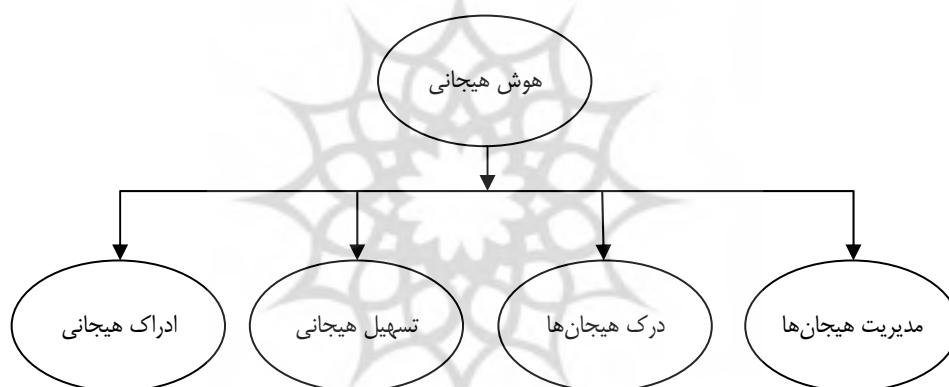 هوش هیجانی
مدیریت هیجان‌ها
درک هیجان‌ها
تسهیل هیجانی
ادراک هیجانی